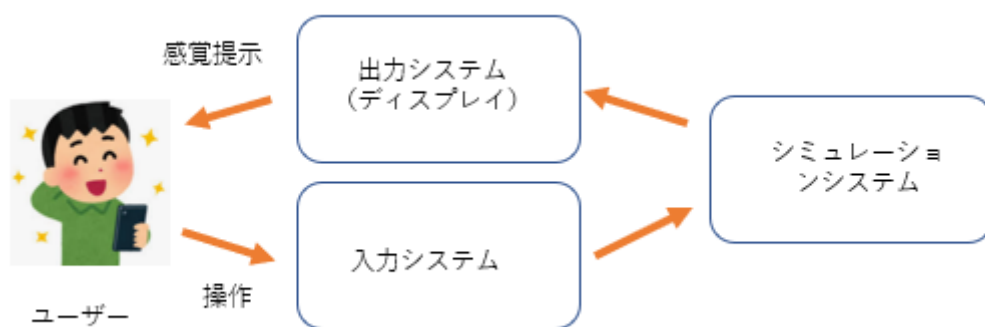 感覚提示
出力システム
（ディスプレイ）
シミュレーショ
ンシステム
入力システム
操作
ユーザー